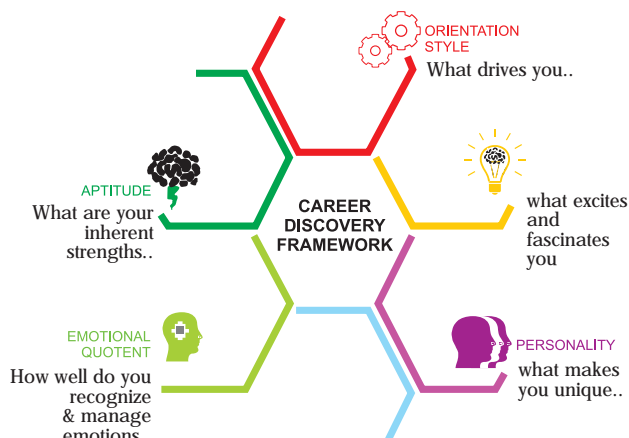 ORIENTATION
STYLE
What drives you..
APTITUDE
What are your
inherent
strengths..
CAREER
DISCOVERY
FRAMEWORK
what excites
and
fascinates
you
EMOTIONAL
QUOTENT
How well do you
recognize
& manage
emotions
PERSONALITY
what makes
you unique..